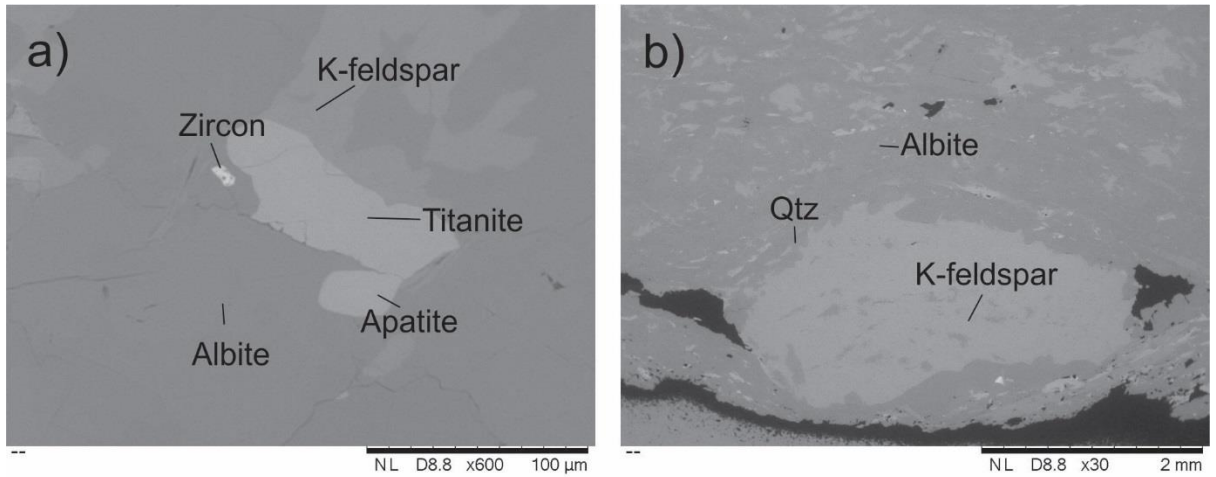 a)
K-feldspar
Zircon
Titanite
Apatite
Albite
--
NL D8.8 x600 100 µm
b)
Albite
Qtz
K-feldspar
--
NL D8.8 x30 2 mm